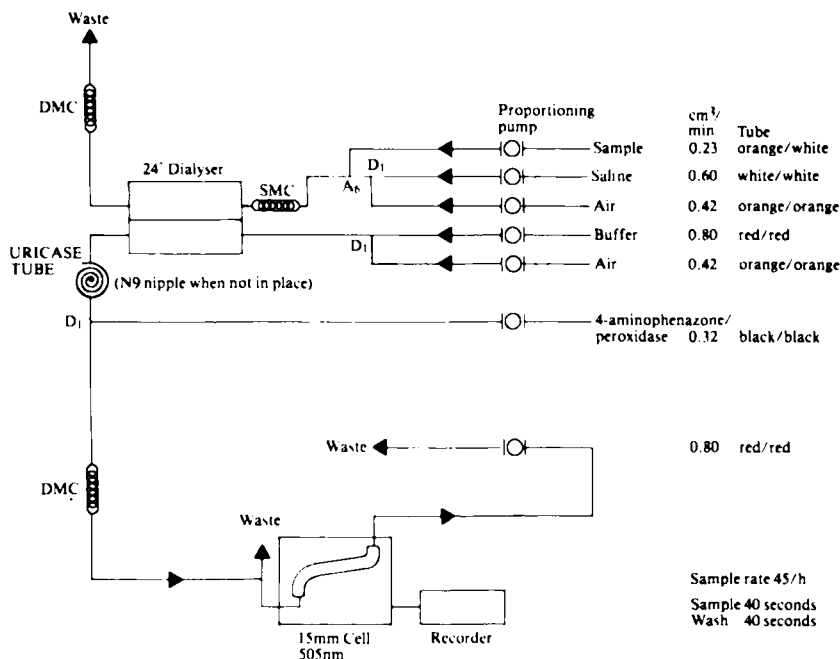 Waste
DMC
Proportioning pump
cm³/min
Tube
Sample 0.23 orange/white
24" Dialyser
SMC
A6
D1
Saline 0.60 white/white
Air 0.42 orange/orange
D1
Buffer 0.80 red/red
Air 0.42 orange/orange
URICASE TUBE
(N9 nipple when not in place)
D1
4-aminophenazone/
peroxidase 0.32 black/black
Waste
0.80 red/red
DMC
Waste
Sample rate 45/h
Sample 40 seconds
Wash 40 seconds
15mm Cell
505nm
Recorder